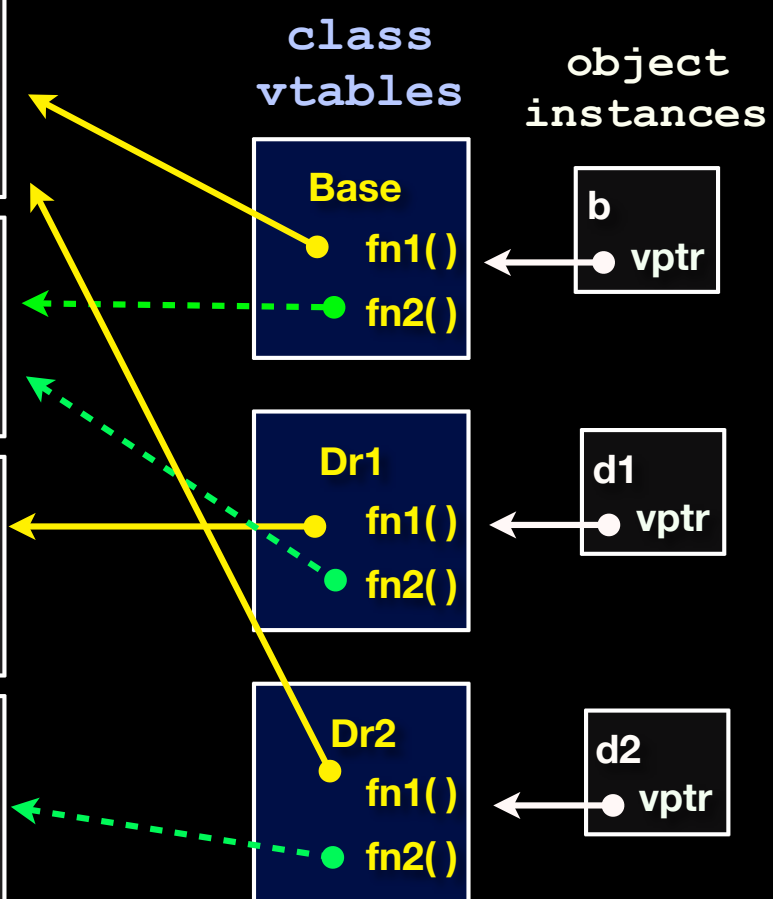 class
vtables
object
instances
Base
fn1( )
fn2( )
b
vptr
Dr1
fn1( )
fn2( )
d1
vptr
Dr2
fn1( )
fn2( )
d2
vptr